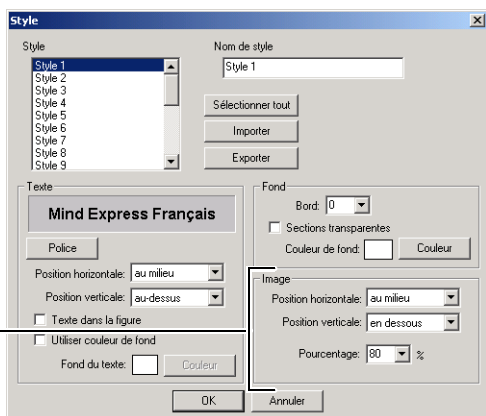 Style
Style
Nom de style
Style 1
Style 2
Style 3
Style 4
Style 5
Style 6
Style 7
Style 8
Style 9
Style 1
Sélectionner tout
Importer
Exporter
Texte
Mind Express Français
Police
Position horizontale: au milieu
Position verticale: au-dessus
Texte dans la figure
Utiliser couleur de fond
Fond du texte: Couleur
Fond
Bord: 0
Sections transparentes
Couleur de fond: Couleur
Image
Position horizontale: au milieu
Position verticale: en dessous
Pourcentage: 80 %
OK
Annuler